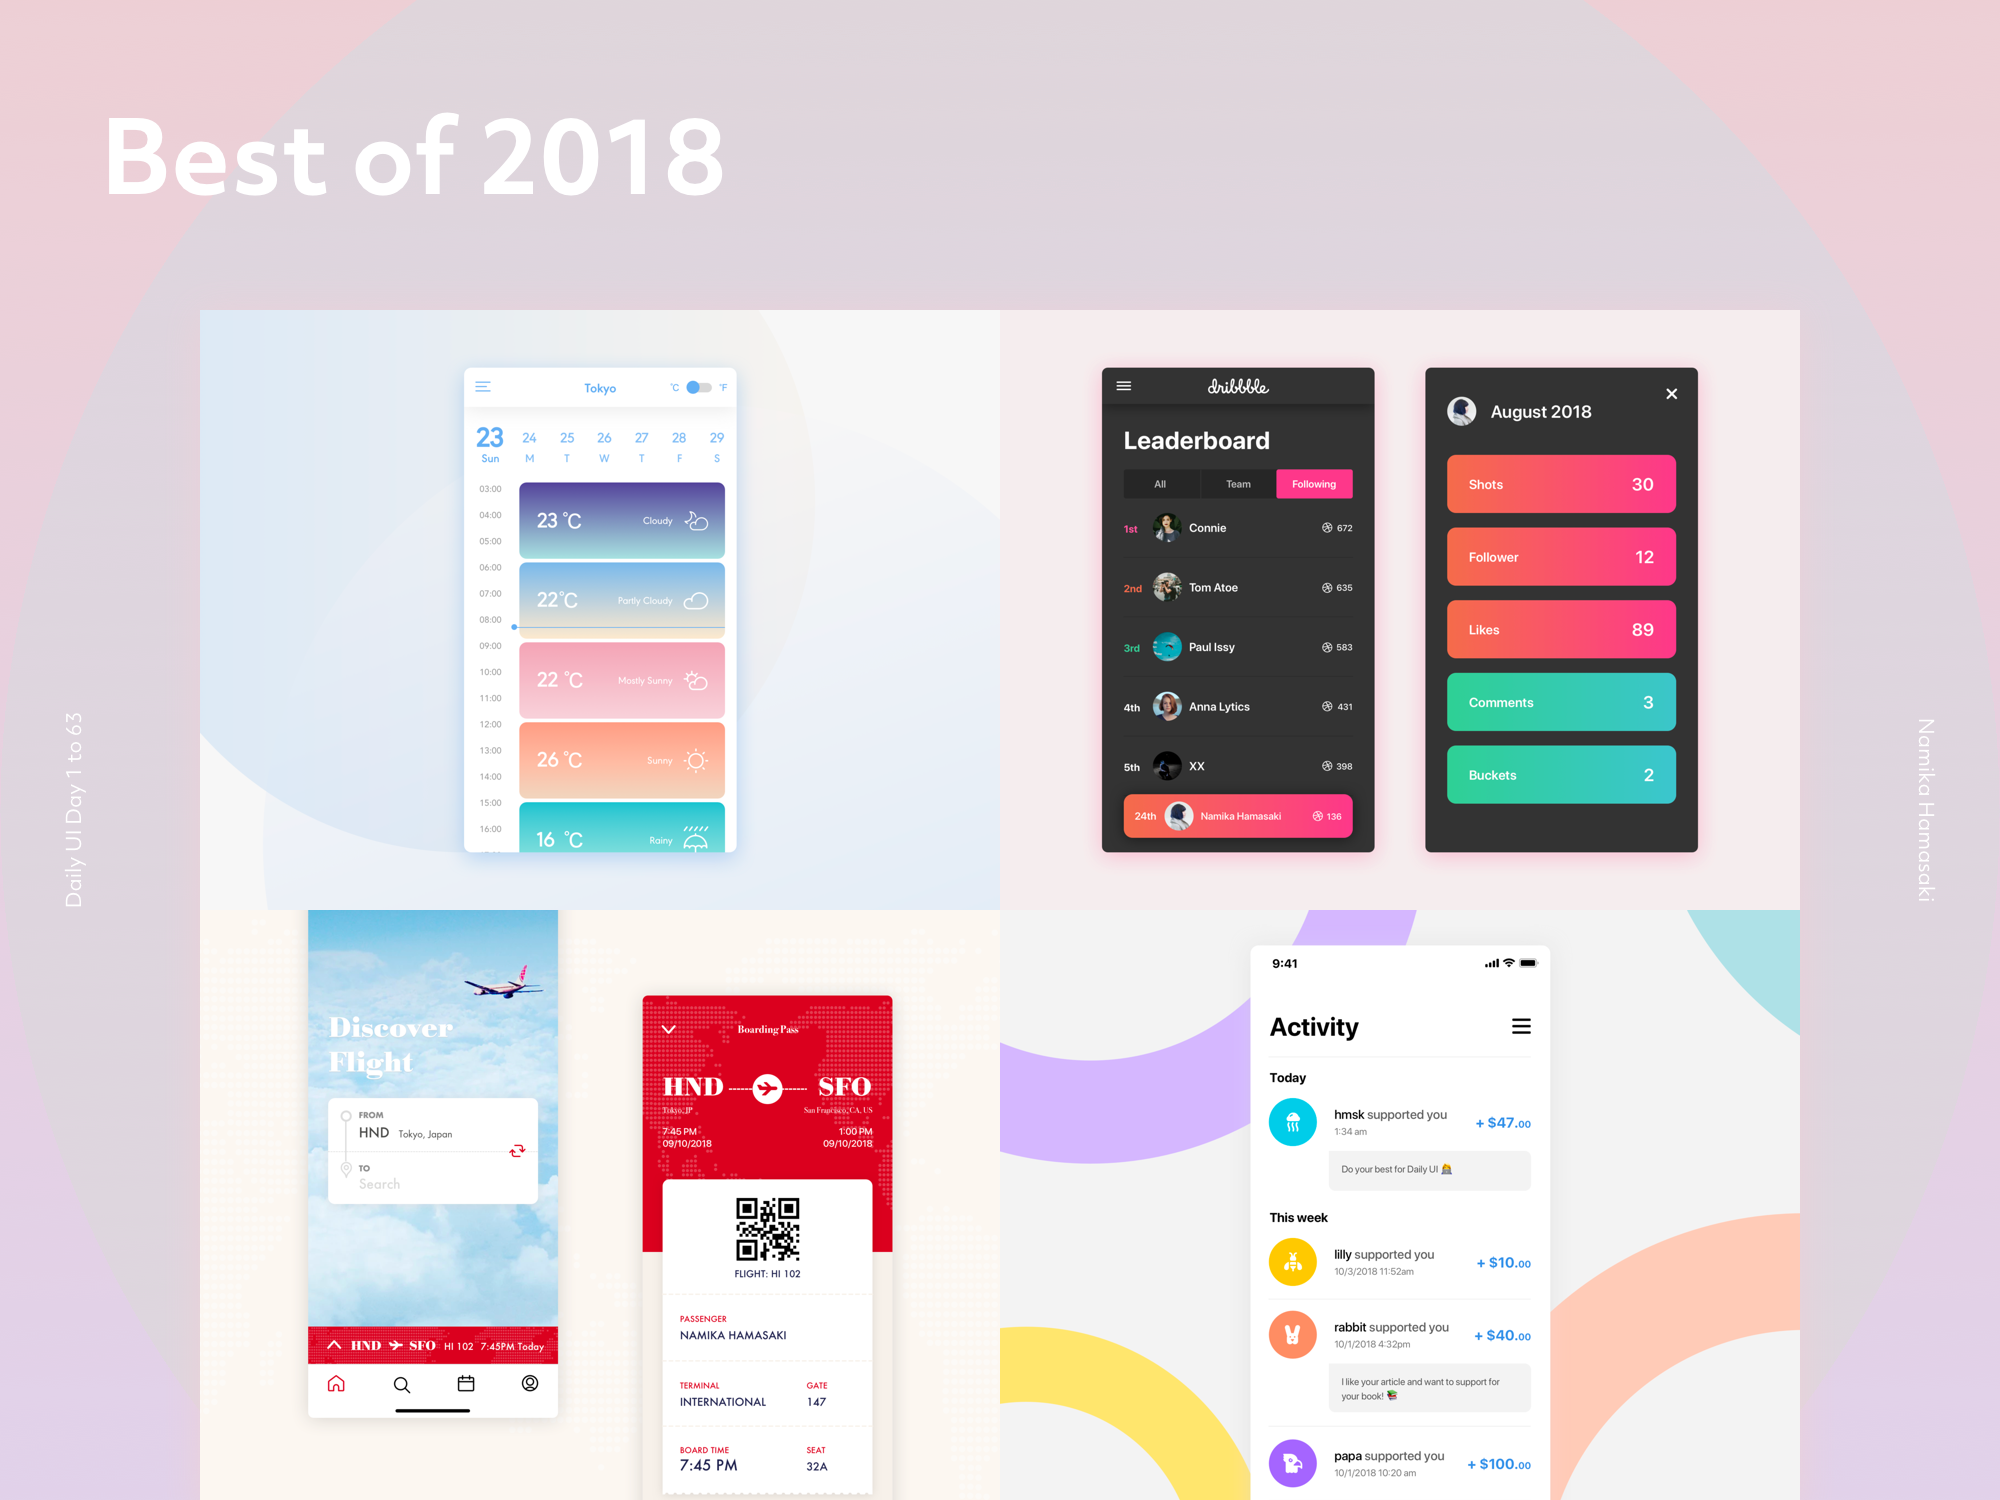 Best of 2018
Daily UI Day 1 to 63
Namika Hamasaki
Tokyo
°C °F
23 24 25 26 27 28 29
Sun M T W T F S
03:00
04:00
05:00
06:00
07:00
08:00
09:00
10:00
11:00
12:00
13:00
14:00
15:00
16:00
23 °C Cloudy
22°C Partly Cloudy
22 °C Mostly Sunny
26 °C Sunny
16 °C Rainy
dribbble
Leaderboard
All Team Following
1st Connie 672
2nd Tom Atoe 635
3rd Paul Issy 583
4th Anna Lytics 431
5th XX 398
24th Namika Hamasaki 136
August 2018
Shots 30
Follower 12
Likes 89
Comments 3
Buckets 2
Discover
Flight
FROM
HND Tokyo, Japan
TO
Search
HND SFO HI 102 7:45PM Today
Boarding Pass
HND SFO
Tokyo, JP San Francisco, CA, US
7:45 PM 1:00 PM
09/10/2018 09/10/2018
FLIGHT: HI 102
PASSENGER
NAMIKA HAMASAKI
TERMINAL GATE
INTERNATIONAL 147
BOARD TIME SEAT
7:45 PM 32A
9:41
Activity
Today
hmsk supported you + $47.00
1:34 am
Do your best for Daily UI
This week
lilly supported you + $10.00
10/3/2018 11:52am
rabbit supported you + $40.00
10/1/2018 4:32pm
I like your article and want to support for
your book!
papa supported you + $100.00
10/1/2018 10:20 am